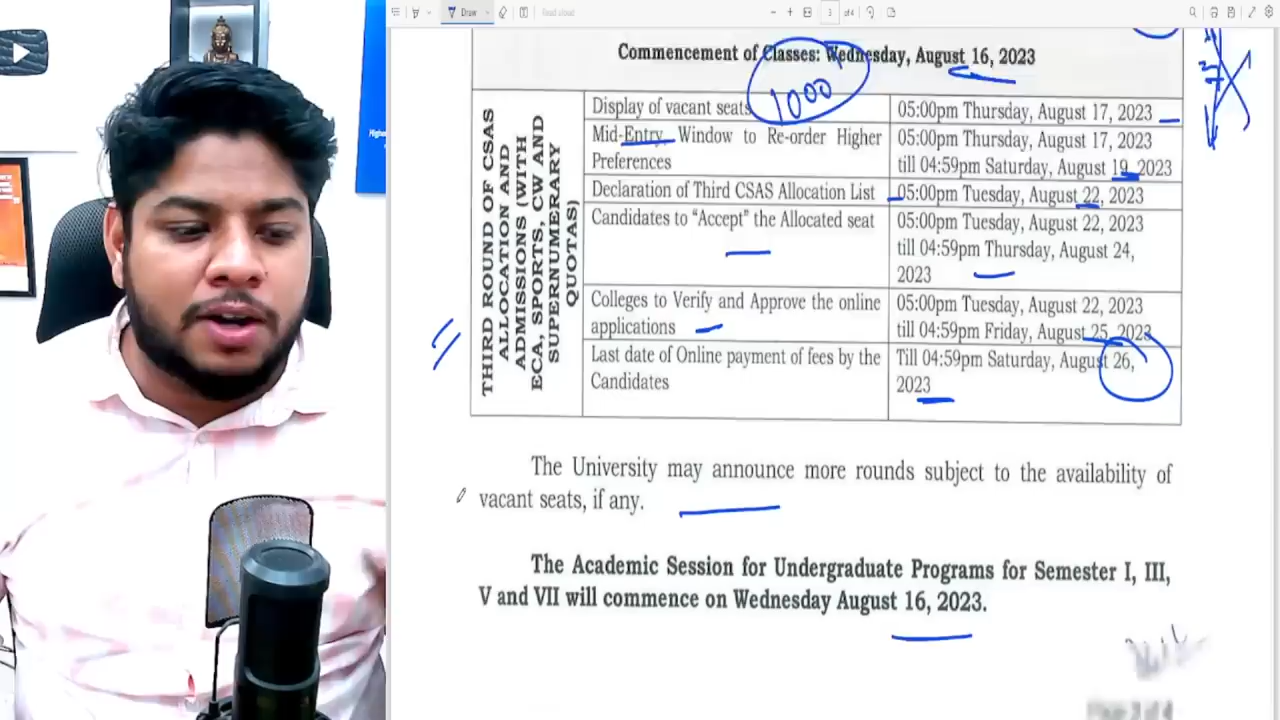 Draw
Read aloud
3
of 4
Commencement of Classes: Wednesday, August 16, 2023
1000
THIRD ROUND OF CSAS
ALLOCATION AND
ADMISSIONS (WITH
ECA, SPORTS, CW AND
SUPERNUMERARY
QUOTAS)
Display of vacant seats
05:00pm Thursday, August 17, 2023
Mid-Entry Window to Re-order Higher
Preferences
05:00pm Thursday, August 17, 2023
till 04:59pm Saturday, August 19, 2023
Declaration of Third CSAS Allocation List
05:00pm Tuesday, August 22, 2023
Candidates to “Accept” the Allocated seat
05:00pm Tuesday, August 22, 2023
till 04:59pm Thursday, August 24,
2023
Colleges to Verify and Approve the online
applications
05:00pm Tuesday, August 22, 2023
till 04:59pm Friday, August 25, 2023
Last date of Online payment of fees by the
Candidates
Till 04:59pm Saturday, August 26,
2023
The University may announce more rounds subject to the availability of
vacant seats, if any.
The Academic Session for Undergraduate Programs for Semester I, III,
V and VII will commence on Wednesday August 16, 2023.